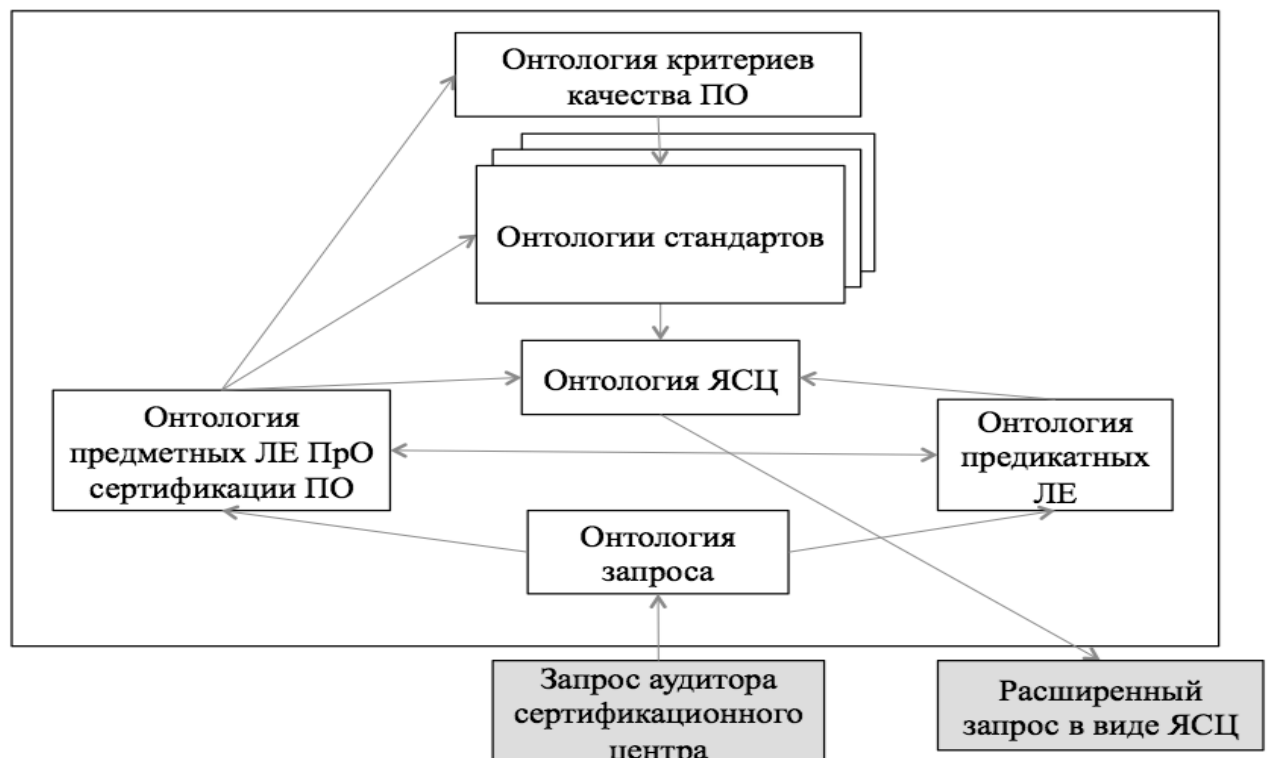 Онтология критериев
качества ПО
Онтологии стандартов
Онтология ЯСЦ
Онтология
предметных ЛЕ ПрО
сертификации ПО
Онтология
предикатных
ЛЕ
Онтология
запроса
Запрос аудитора
сертификационного
центра
Расширенный
запрос в виде ЯСЦ